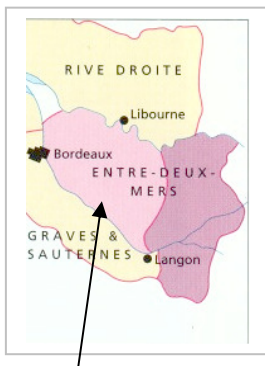 RIVE DROITE
Libourne
Bordeaux
ENTRE-DEUX-
MERS
GRAVES &
SAUTERNES
Langon